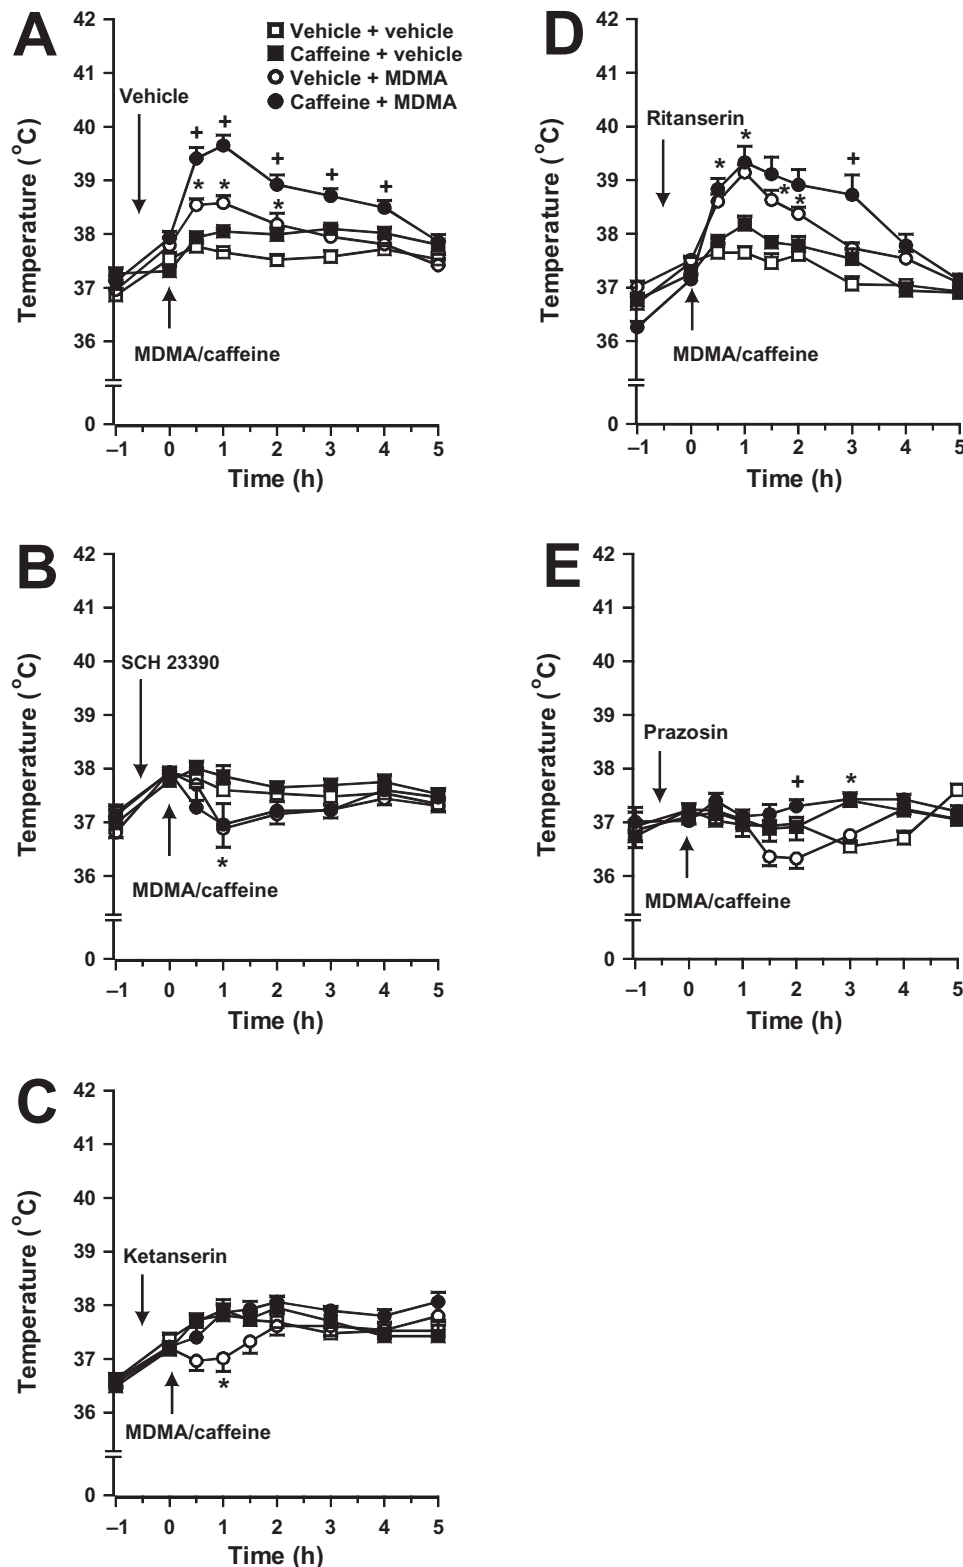 A
Vehicle + vehicle
Caffeine + vehicle
Vehicle + MDMA
Caffeine + MDMA
Temperature (°C)
42
41
40
39
38
37
36
0
Vehicle
+ + + + +
* * *
MDMA/caffeine
–1 0 1 2 3 4 5
Time (h)
D
Temperature (°C)
42
41
40
39
38
37
36
0
Ritanserin
* * * * +
MDMA/caffeine
–1 0 1 2 3 4 5
Time (h)
B
Temperature (°C)
42
41
40
39
38
37
36
0
SCH 23390
*
MDMA/caffeine
–1 0 1 2 3 4 5
Time (h)
E
Temperature (°C)
42
41
40
39
38
37
36
0
Prazosin
+ *
MDMA/caffeine
–1 0 1 2 3 4 5
Time (h)
C
Temperature (°C)
42
41
40
39
38
37
36
0
Ketanserin
*
MDMA/caffeine
–1 0 1 2 3 4 5
Time (h)